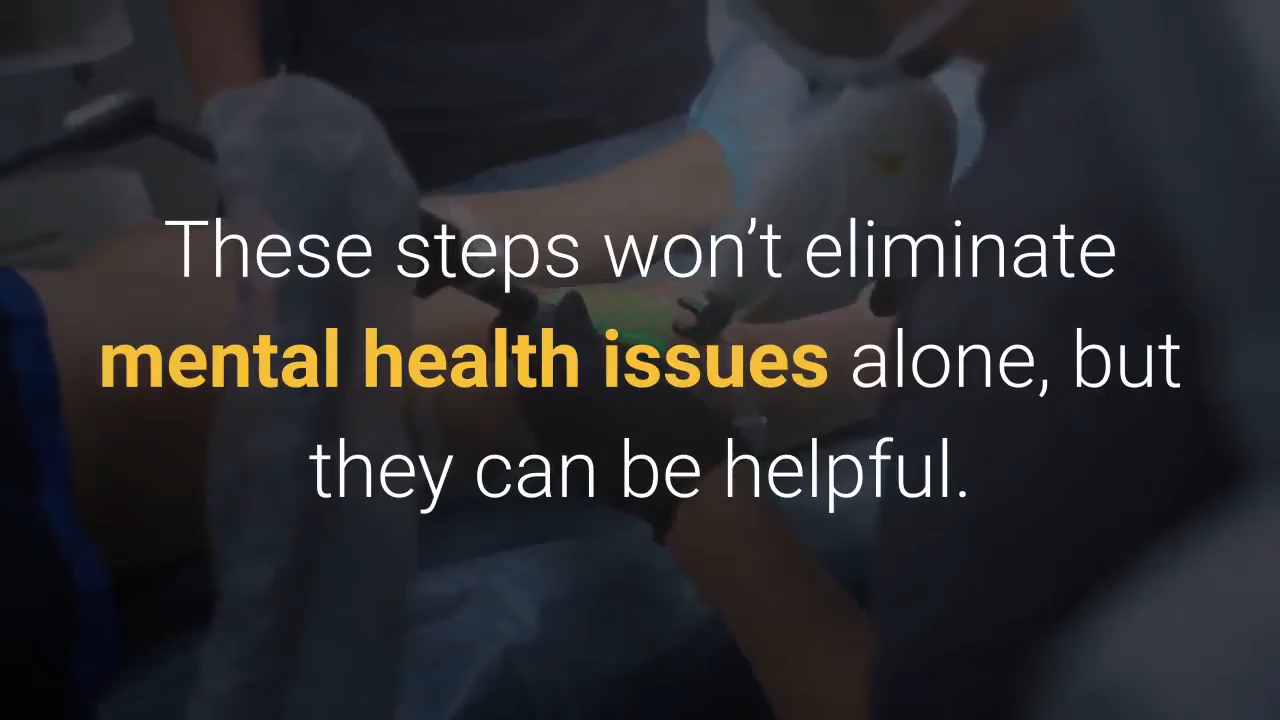 These steps won’t eliminate
mental health issues alone, but
they can be helpful.